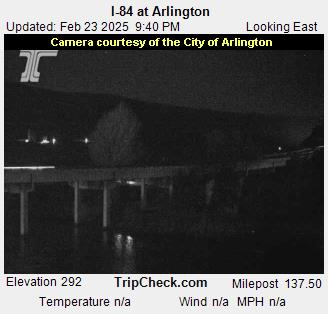 I-84 at Arlington
Updated: Feb 23 2025 9:40 PM Looking East
Camera courtesy of the City of Arlington
Elevation 292 TripCheck.com Milepost 137.50
Temperature n/a Wind n/a MPH n/a